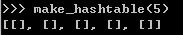 >>> make_hashtable(5)
[[], [], [], [], []]